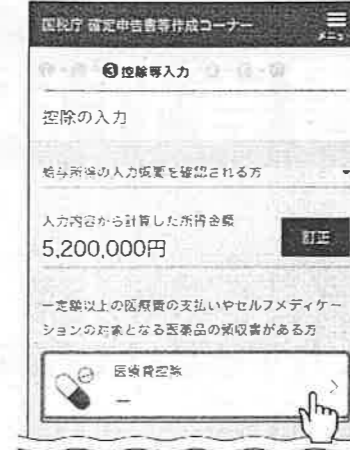 国税庁 確定申告書等作成コーナー
メニュー
❸控除等入力
控除の入力
給与所得の入力概要を確認される方
入力内容から計算した所得金額
5,200,000円
訂正
一定額以上の医療費の支払いやセルフメディケー
ションの対象となる医薬品の領収書がある方
医療費控除
―